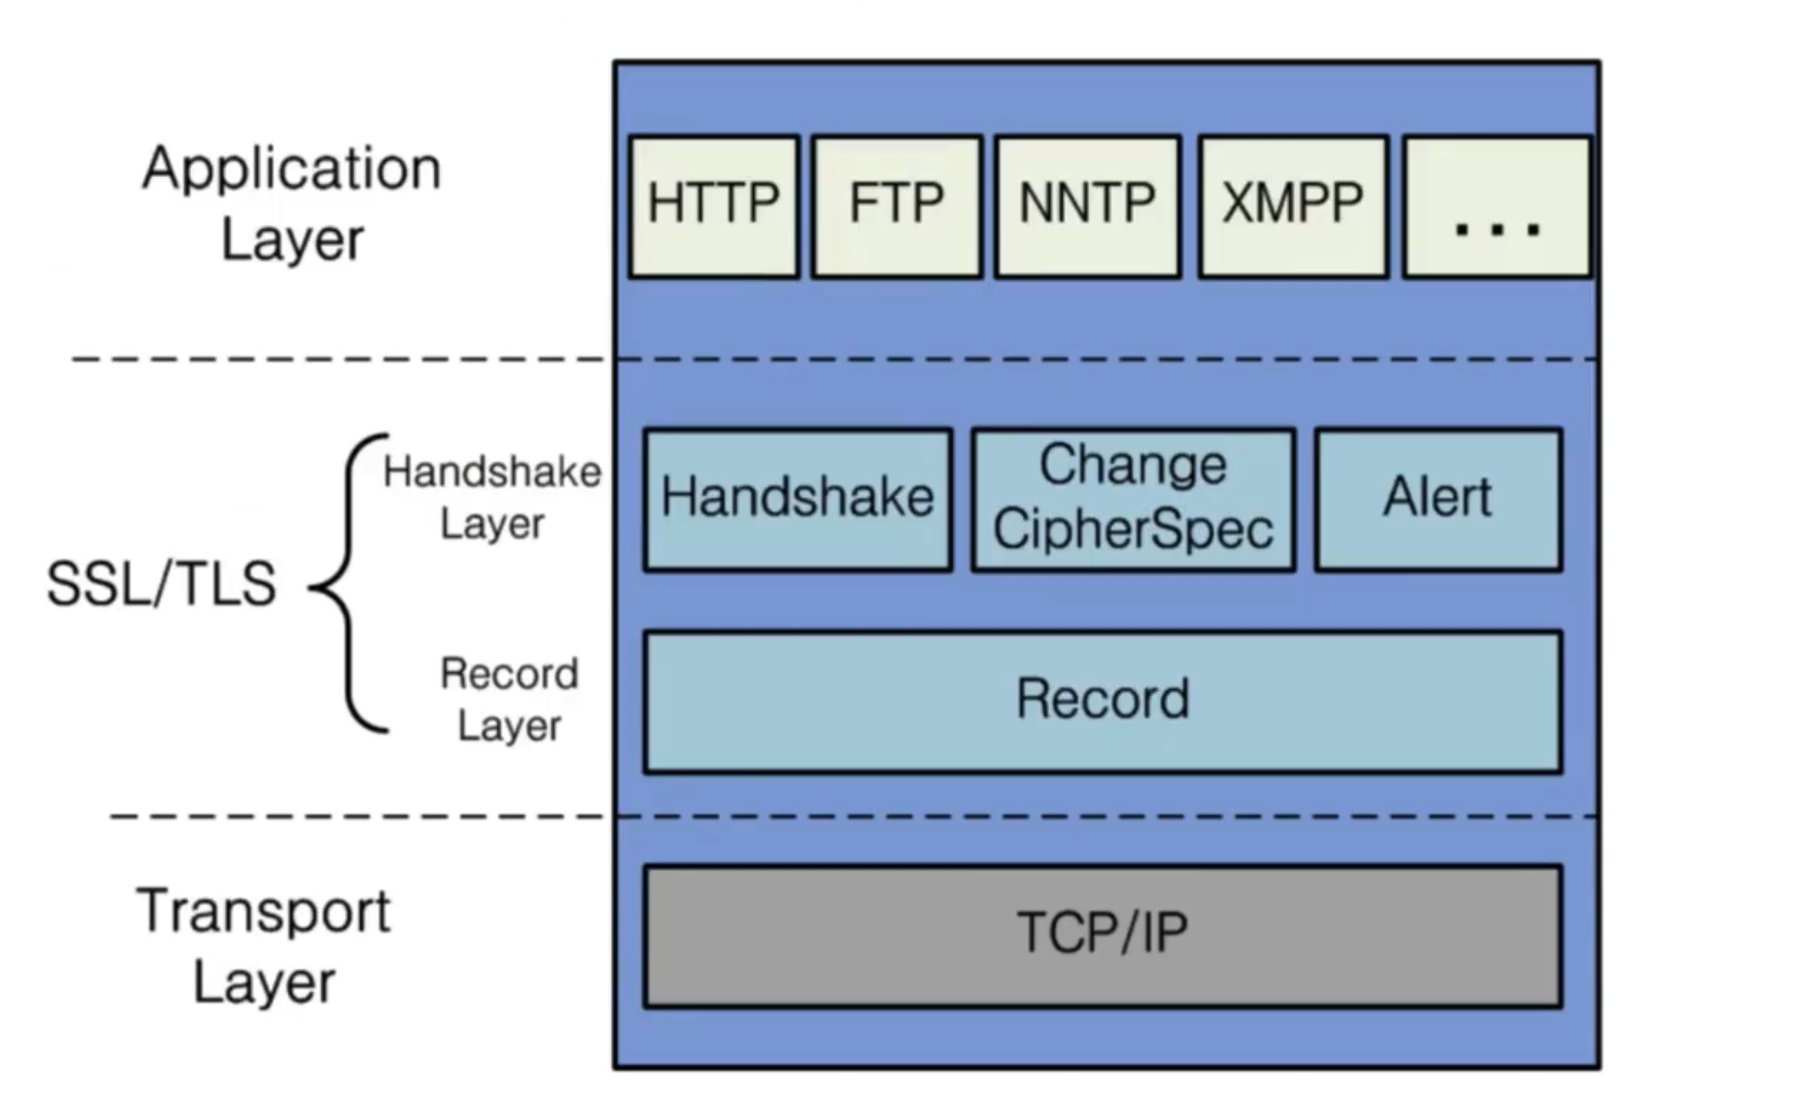 Application
Layer
HTTP
FTP
NNTP
XMPP
...
SSL/TLS
Handshake
Layer
Handshake
Change
CipherSpec
Alert
Record
Layer
Record
Transport
Layer
TCP/IP